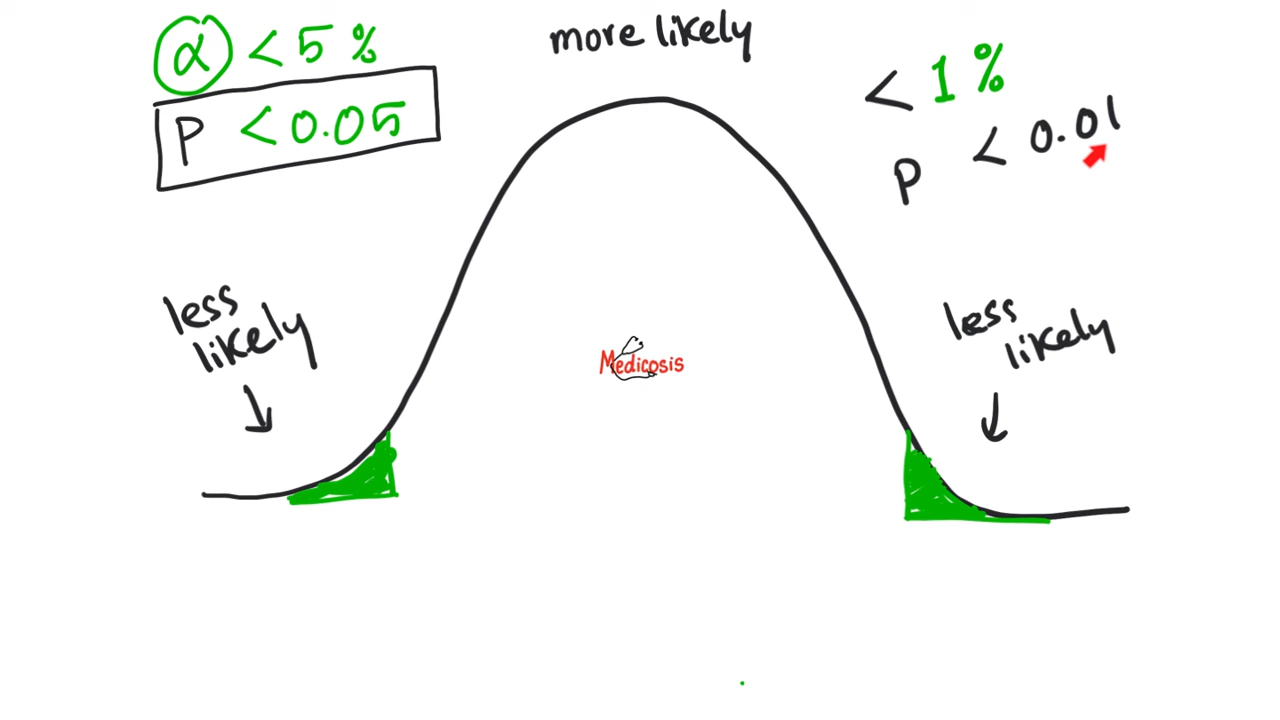 α < 5 %
P < 0.05
more likely
< 1 %
P < 0.01
less
likely
less
likely
Medicosis